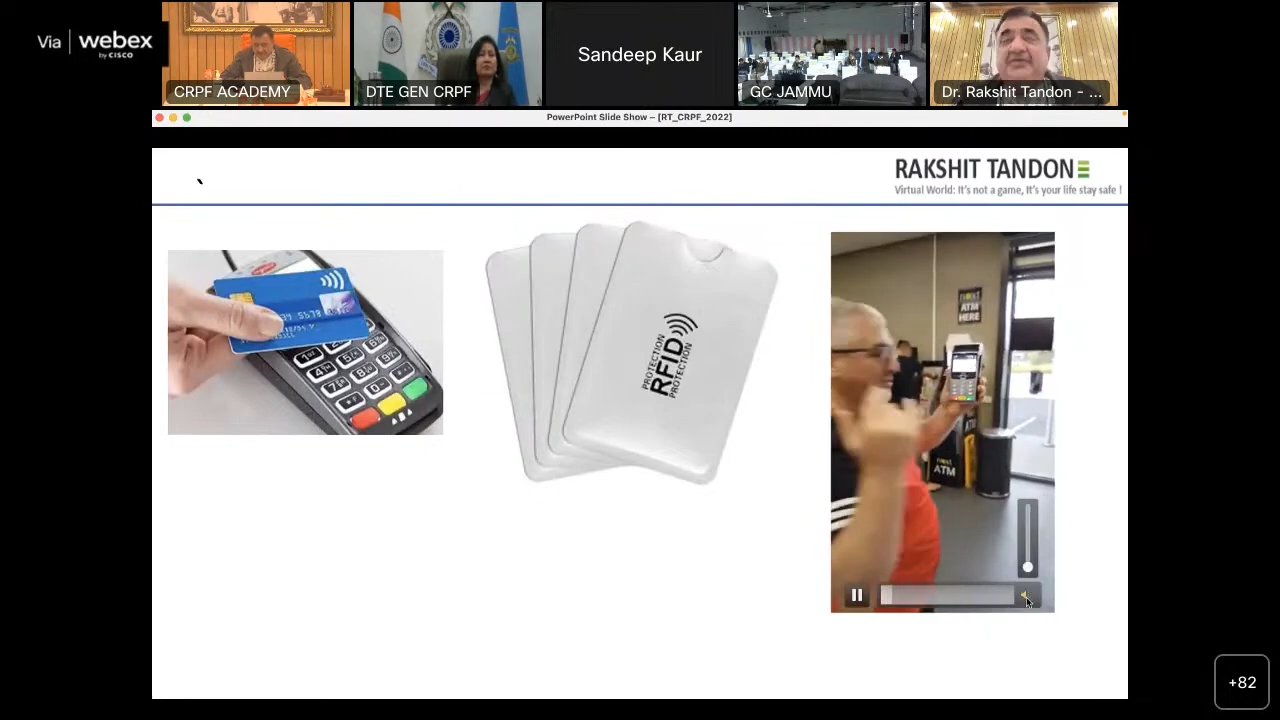 Via | webex
by CISCO
CRPF ACADEMY
DTE GEN CRPF
Sandeep Kaur
GC JAMMU
Dr. Rakshit Tandon - ...
PowerPoint Slide Show – [RT_CRPF_2022]
`
RAKSHIT TANDON
Virtual World: It's not a game, It's your life stay safe !
PROTECTION
RFID
PROTECTION
ATM
HERE
ATM
+82